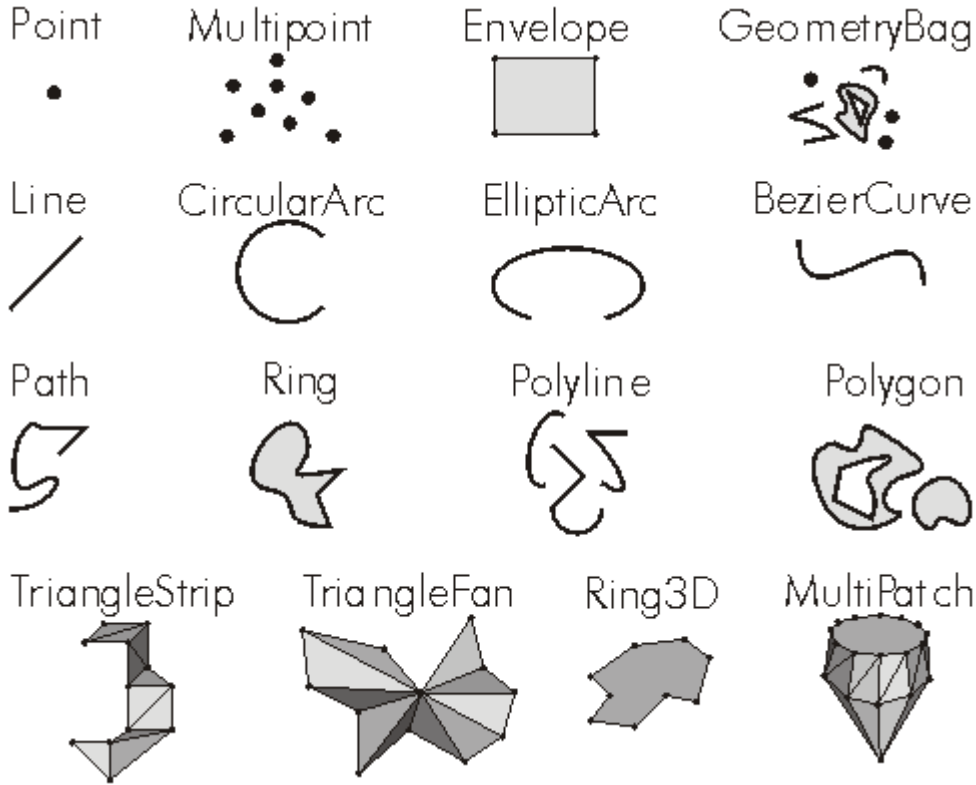 Point Multipoint Envelope GeometryBag
Line CircularArc EllipticArc BezierCurve
Path Ring Polyline Polygon
TriangleStrip TriangleFan Ring3D MultiPatch